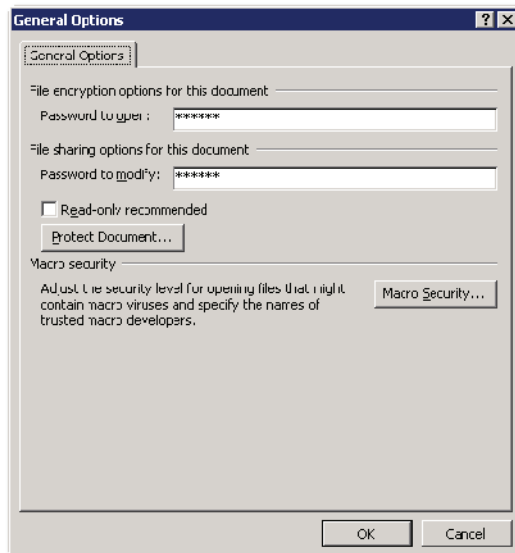 General Options
General Options
File encryption options for this document
Password to open: ******
File sharing options for this document
Password to modify: ******
Read-only recommended
Protect Document...
Macro security
Adjust the security level for opening files that might
contain macro viruses and specify the names of
trusted macro developers.
Macro Security...
OK Cancel